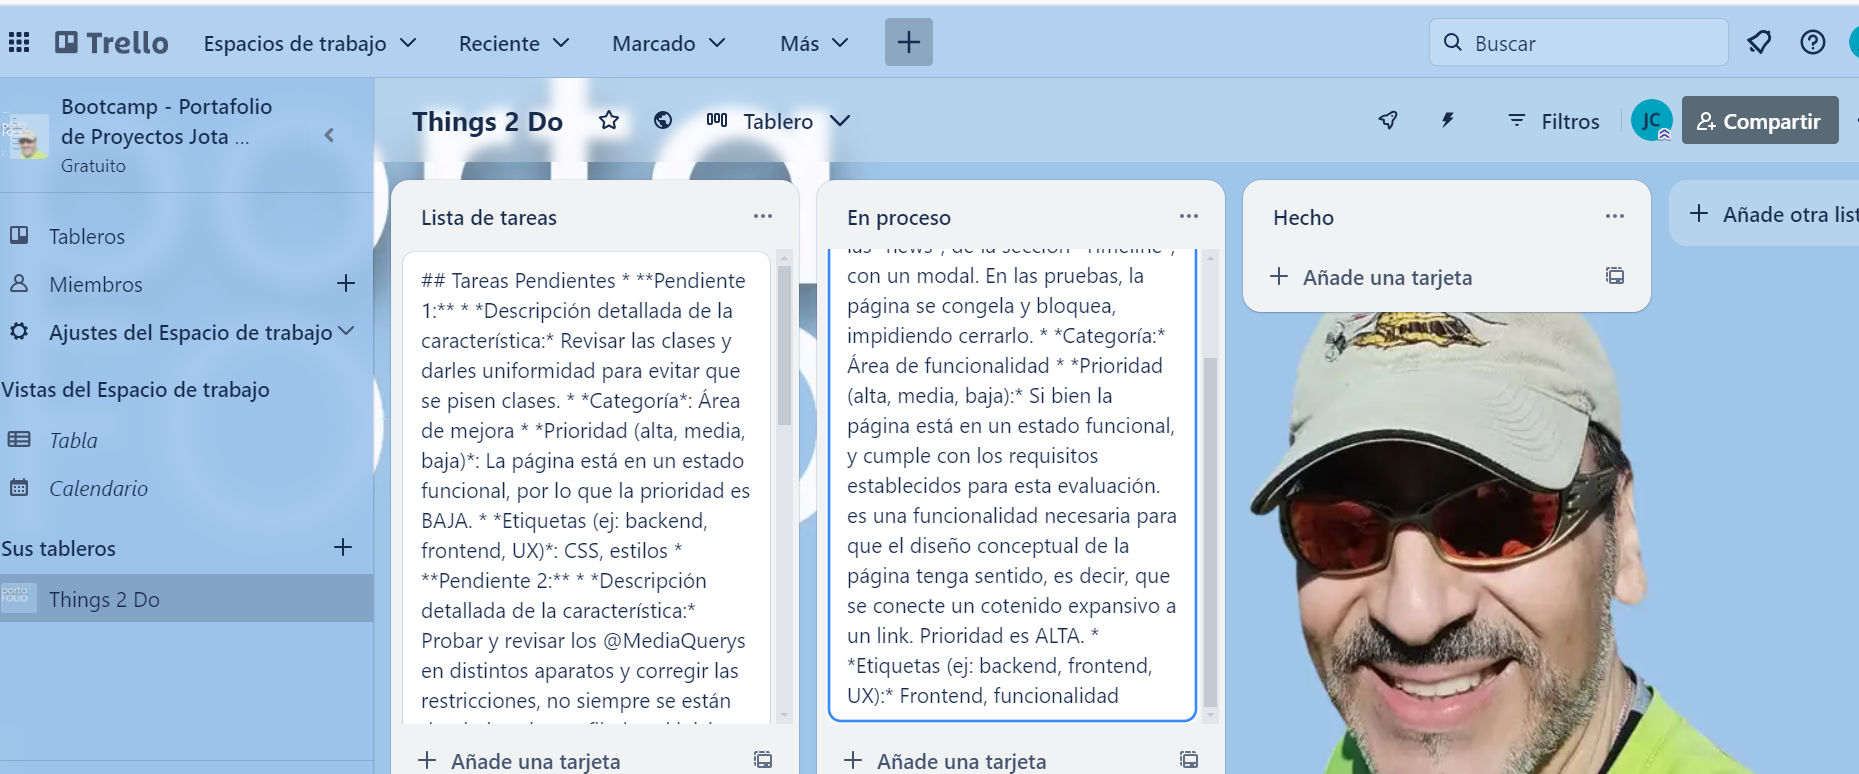 Trello
Espacios de trabajo
Reciente
Marcado
Más
Buscar
Bootcamp - Portafolio
de Proyectos Jota ...
Gratuito
Tableros
Miembros
Ajustes del Espacio de trabajo
Vistas del Espacio de trabajo
Tabla
Calendario
Sus tableros
Things 2 Do
Things 2 Do
Tablero
Filtros
JC
Compartir
Lista de tareas
## Tareas Pendientes * **Pendiente
1:** * *Descripción detallada de la
característica:* Revisar las clases y
darles uniformidad para evitar que
se pisen clases. * *Categoría*: Área
de mejora * *Prioridad (alta, media,
baja)*: La página está en un estado
funcional, por lo que la prioridad es
BAJA. * *Etiquetas (ej: backend,
frontend, UX)*: CSS, estilos *
**Pendiente 2:** * *Descripción
detallada de la característica:*
Probar y revisar los @MediaQuerys
en distintos aparatos y corregir las
restricciones, no siempre se están
Añade una tarjeta
En proceso
las "news", de la sección "Timeline",
con un modal. En las pruebas, la
página se congela y bloquea,
impidiendo cerrarlo. * *Categoría:*
Área de funcionalidad * *Prioridad
(alta, media, baja):* Si bien la
página está en un estado funcional,
y cumple con los requisitos
establecidos para esta evaluación.
es una funcionalidad necesaria para
que el diseño conceptual de la
página tenga sentido, es decir, que
se conecte un cotenido expansivo a
un link. Prioridad es ALTA. *
*Etiquetas (ej: backend, frontend,
UX):* Frontend, funcionalidad
Añade una tarjeta
Hecho
Añade una tarjeta
Añade otra list